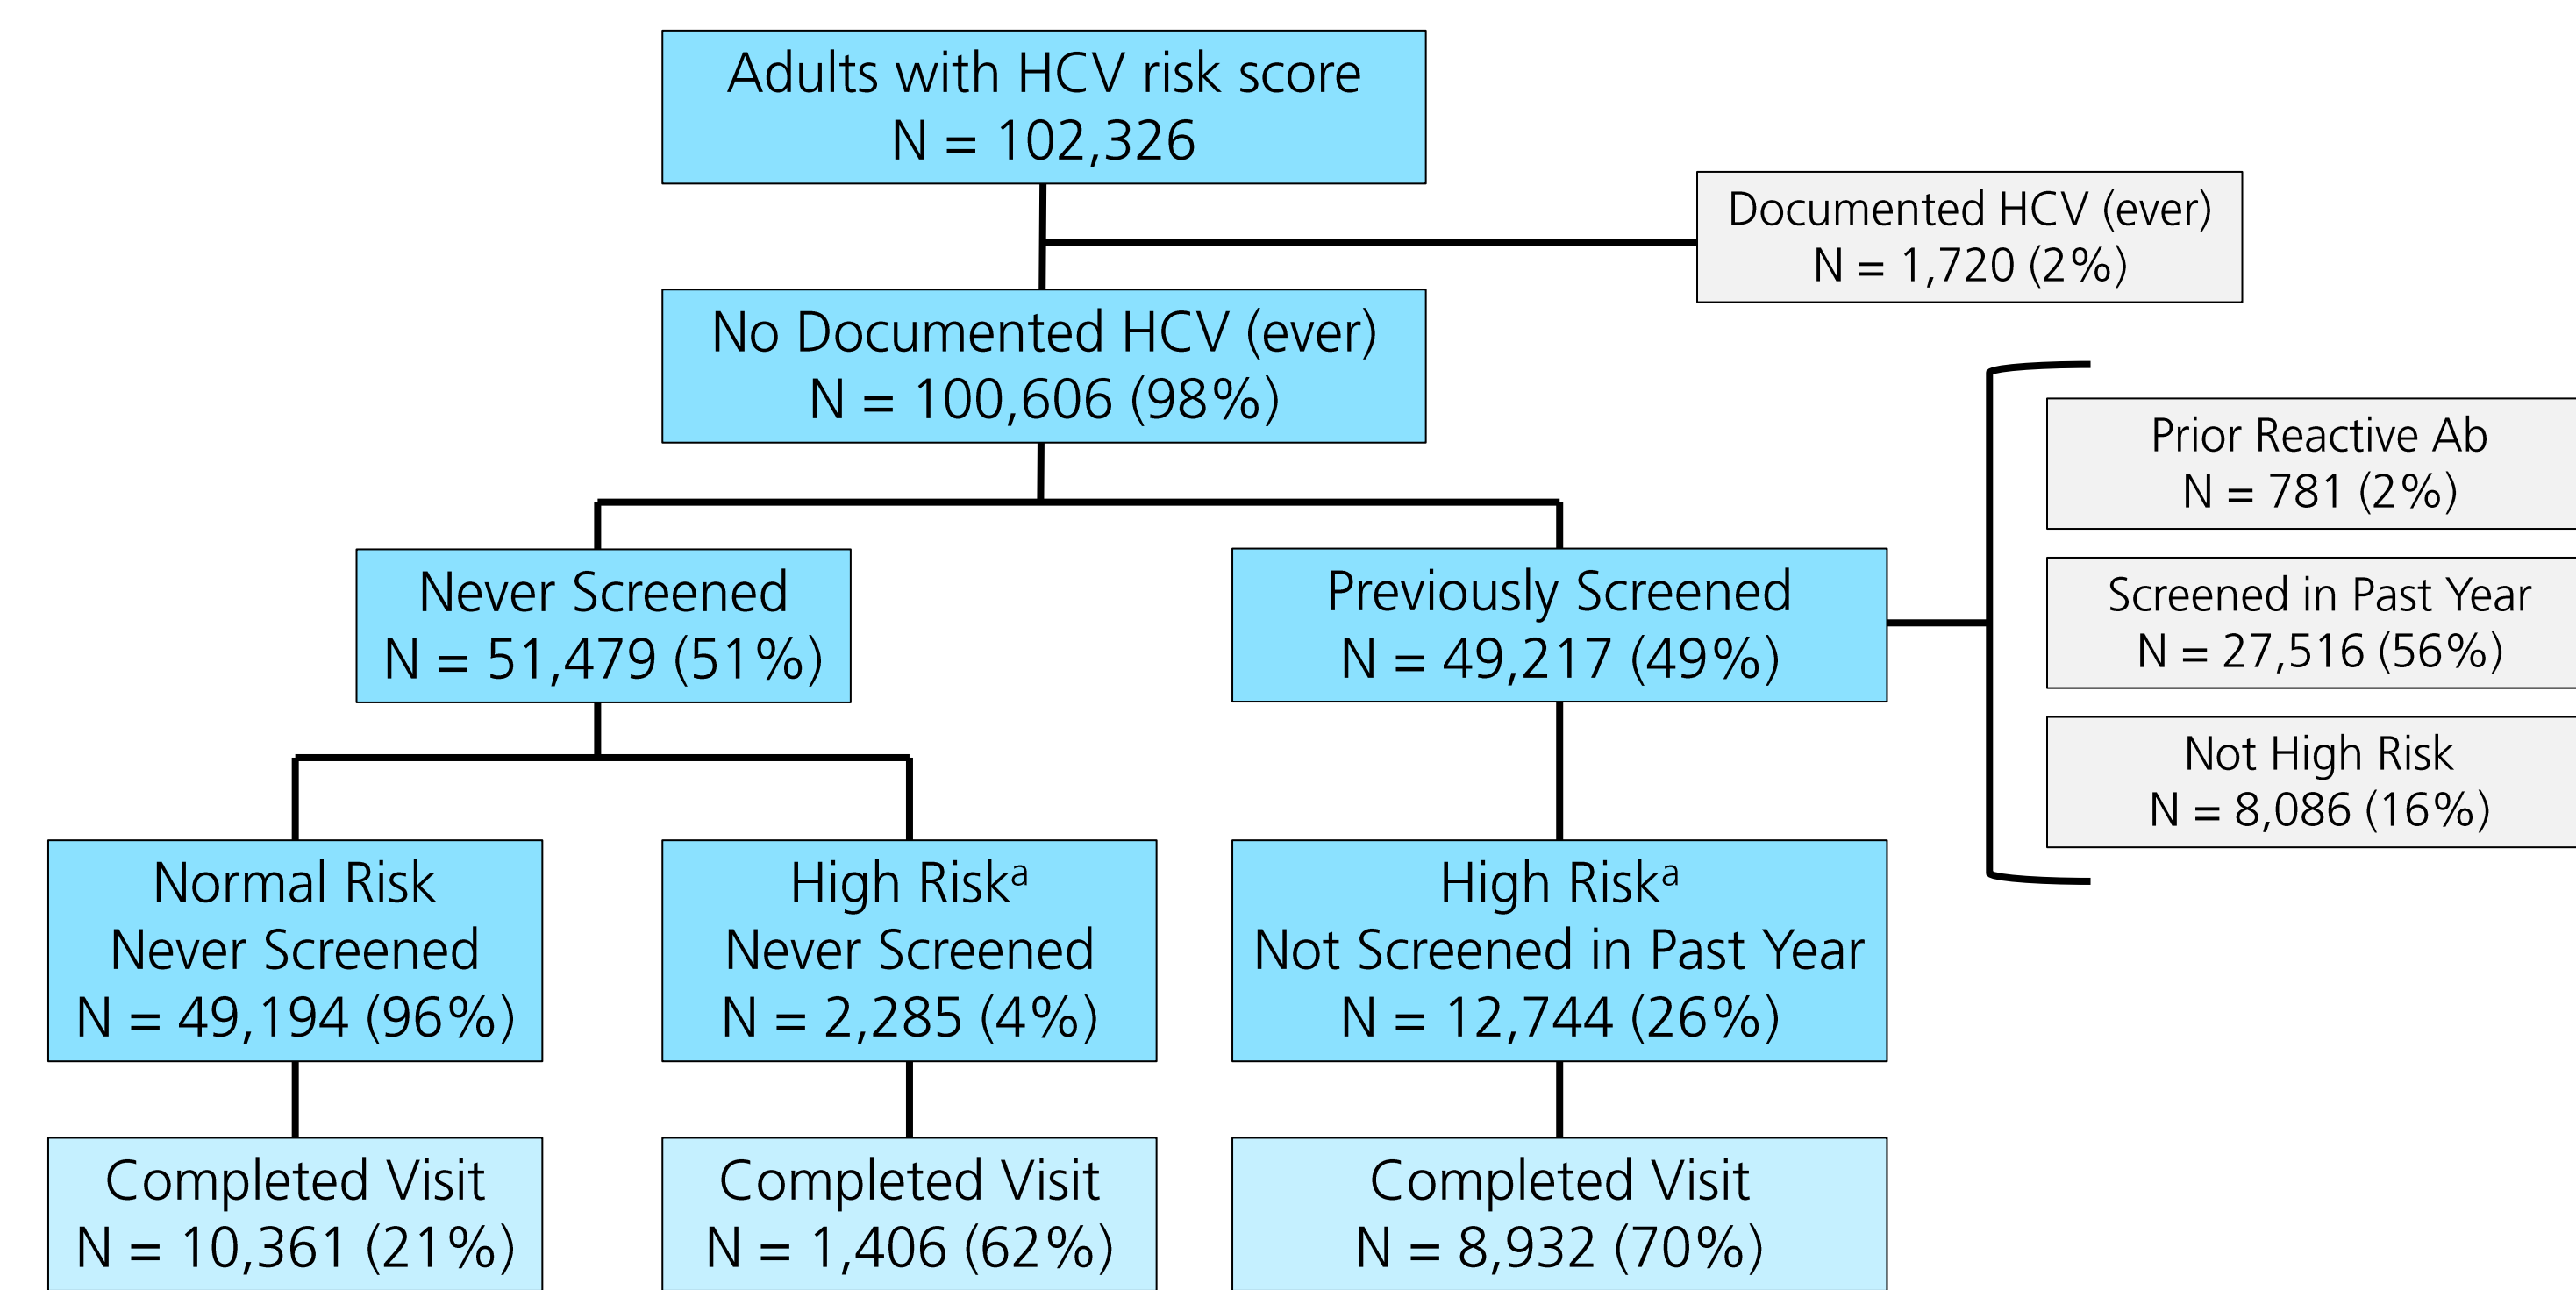 Adults with HCV risk score
N = 102,326
Documented HCV (ever)
N = 1,720 (2%)
No Documented HCV (ever)
N = 100,606 (98%)
Prior Reactive Ab
N = 781 (2%)
Screened in Past Year
N = 27,516 (56%)
Not High Risk
N = 8,086 (16%)
Never Screened
N = 51,479 (51%)
Previously Screened
N = 49,217 (49%)
Normal Risk
Never Screened
N = 49,194 (96%)
High Riskᵃ
Never Screened
N = 2,285 (4%)
High Riskᵃ
Not Screened in Past Year
N = 12,744 (26%)
Completed Visit
N = 10,361 (21%)
Completed Visit
N = 1,406 (62%)
Completed Visit
N = 8,932 (70%)